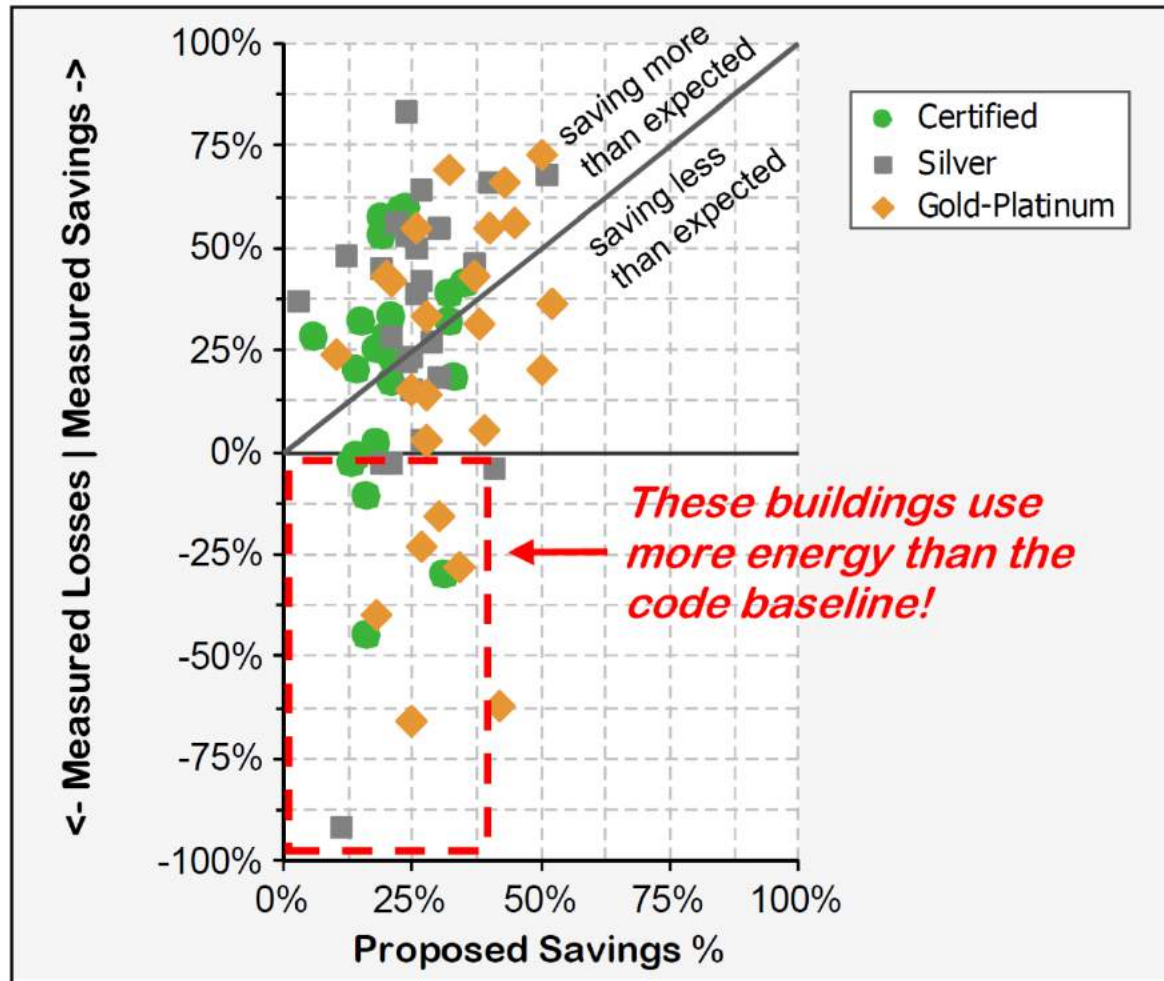 <- Measured Losses | Measured Savings ->
100%
75%
50%
25%
0%
-25%
-50%
-75%
-100%
saving more
than expected
saving less
than expected
Certified
Silver
Gold-Platinum
These buildings use
more energy than the
code baseline!
0%
25%
50%
75%
100%
Proposed Savings %